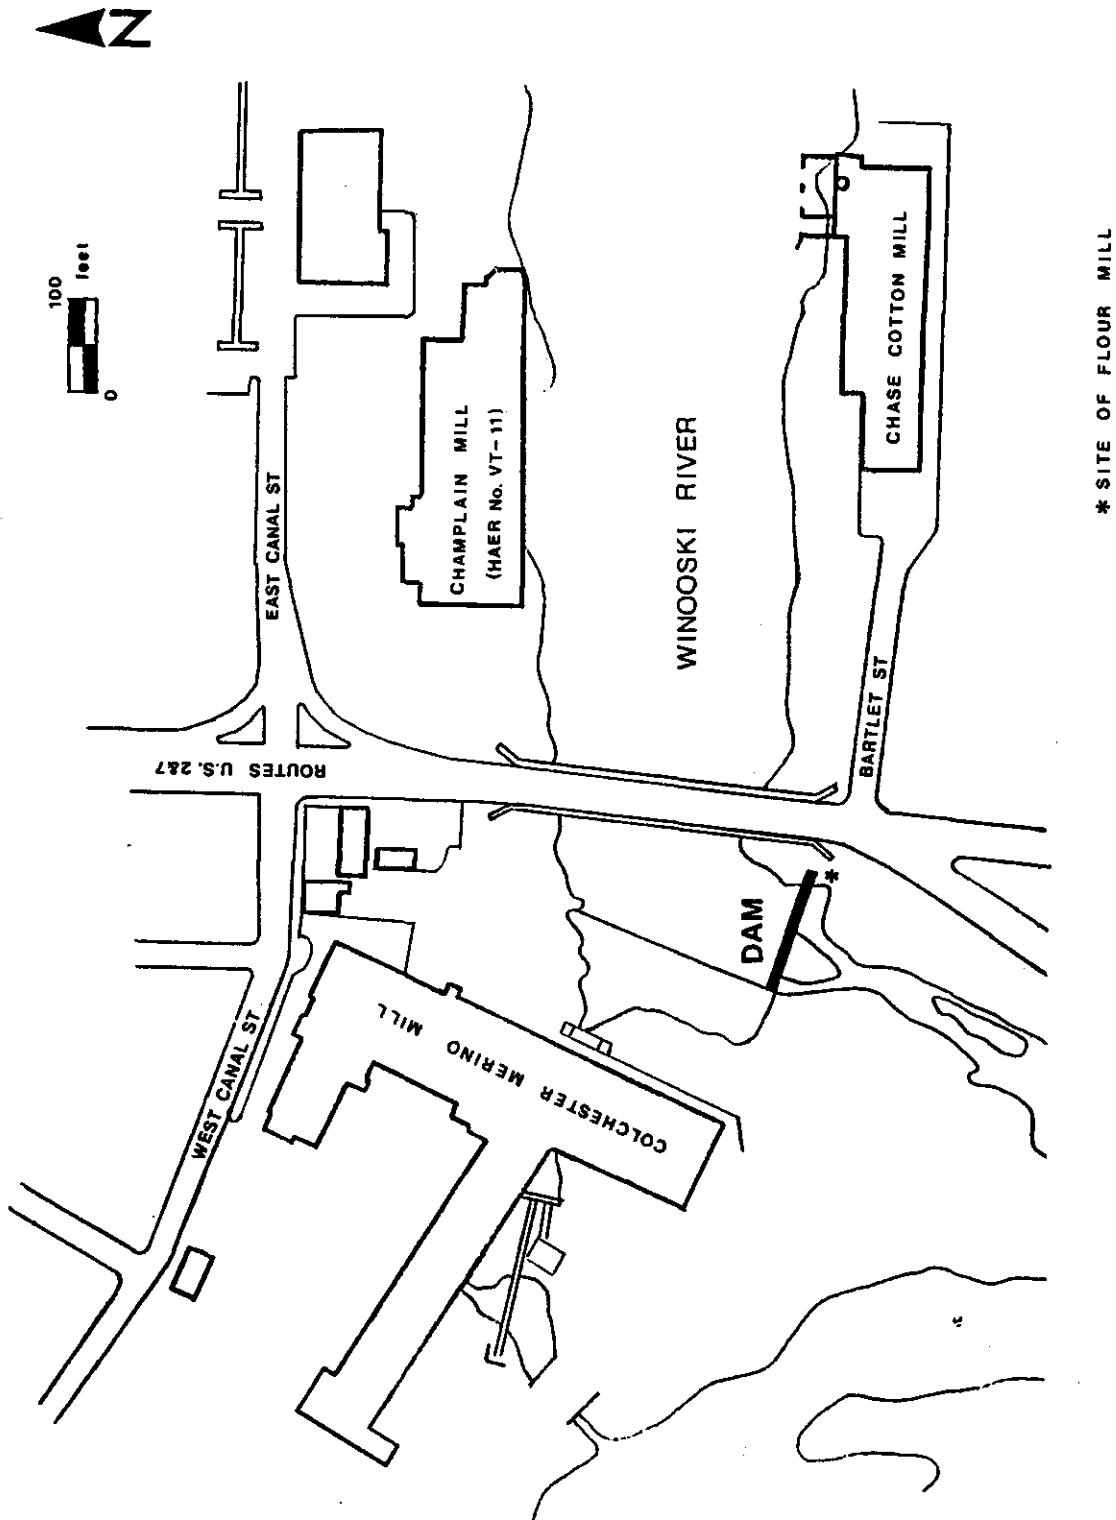 N
100
feet
0
EAST CANAL ST
CHAMPLAIN MILL
(HAER No. VT-11)
WINOOSKI RIVER
CHASE COTTON MILL
* SITE OF FLOUR MILL
ROUTES U.S. 2&7
BARTLET ST
DAM
*
WEST CANAL ST
COLCHESTER MERINO MILL